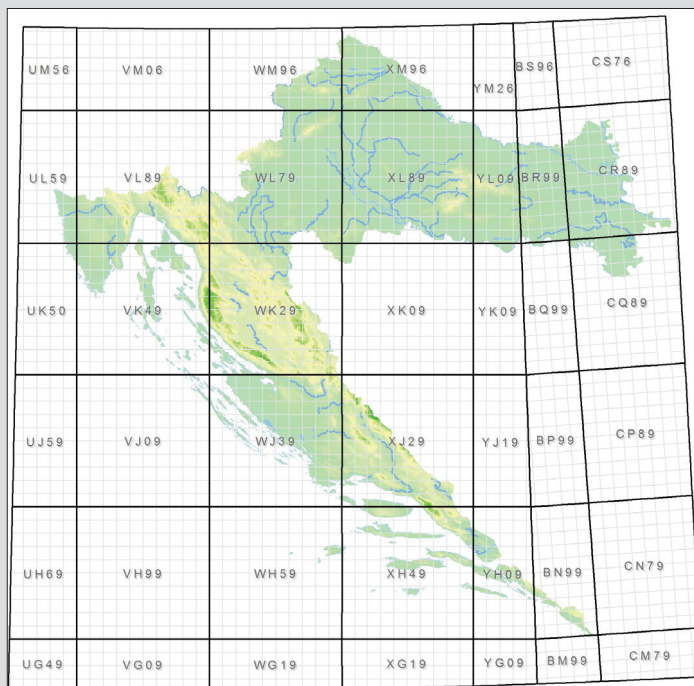 UM56 VM06 WM96 XM96 YM26 BS96 CS76
UL59 VL89 WL79 XL89 YL09 BR99 CR89
UK50 VK49 WK29 XK09 YK09 BQ99 CQ89
UJ59 VJ09 WJ39 XJ29 YJ19 BP99 CP89
UH69 VH99 WH59 XH49 YH09 BN99 CN79
UG49 VG09 WG19 XG19 YG09 BM99 CM79